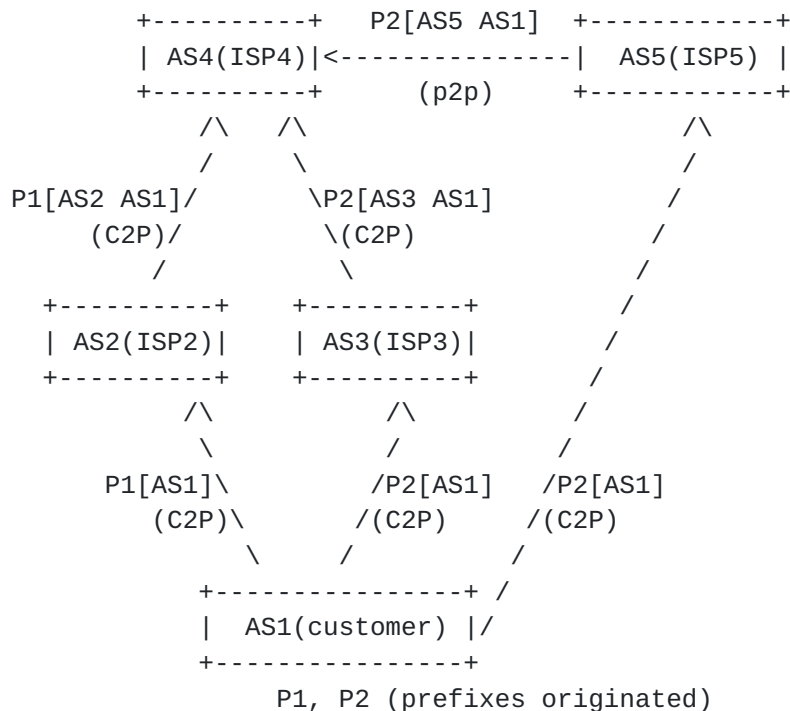 +----------+   P2[AS5 AS1]  +------------+
| AS4(ISP4)|<---------------|  AS5(ISP5) |
+----------+      (p2p)     +------------+
/\   /\                        /\
/     \                       /
P1[AS2 AS1]/       \P2[AS3 AS1]           /
(C2P)/         \(C2P)               /
/           \                  /
+----------+    +----------+         /
| AS2(ISP2)|    | AS3(ISP3)|        /
+----------+    +----------+       /
/\           /\          /
\           /          /
P1[AS1]\         /P2[AS1]   /P2[AS1]
(C2P)\       /(C2P)     /(C2P)
\     /          /
+----------------+ /
|  AS1(customer) |/
+----------------+
P1, P2 (prefixes originated)